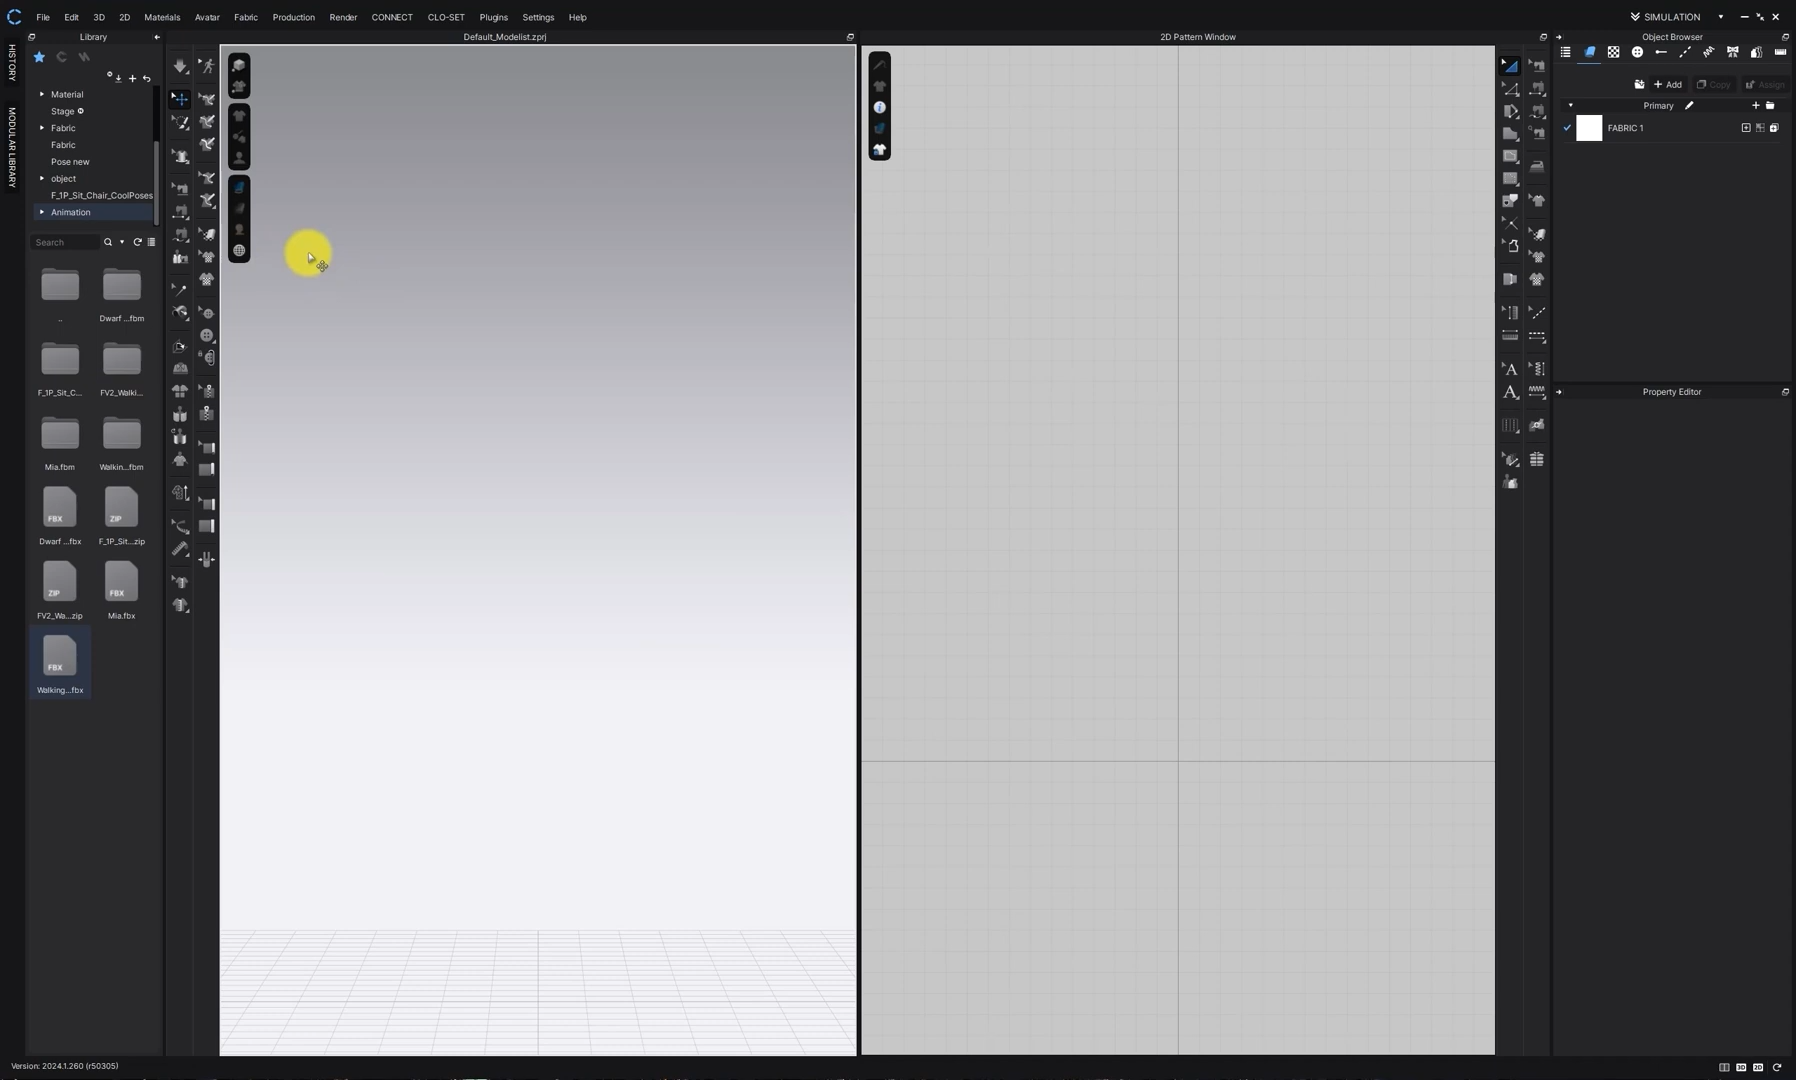 File Edit 3D 2D Materials Avatar Fabric Production Render CONNECT CLO-SET Plugins Settings Help SIMULATION
Library Default_Modelist.zprj 2D Pattern Window Object Browser
HISTORY
MODULAR LIBRARY
Material
Stage
Fabric
Fabric
Pose new
object
F_1P_Sit_Chair_CoolPoses
Animation
Search
..
Dwarf ...fbm
F_1P_Sit_C...
FV2_Walki...
Mia.fbm
Walkin...fbm
FBX
ZIP
Dwarf ...fbx
F_1P_Sit...zip
ZIP
FBX
FV2_Wa...zip
Mia.fbx
FBX
Walking...fbx
Add Copy Assign
Primary
FABRIC 1
Property Editor
A
A
Version: 2024.1.260 (r50305)
3D 2D